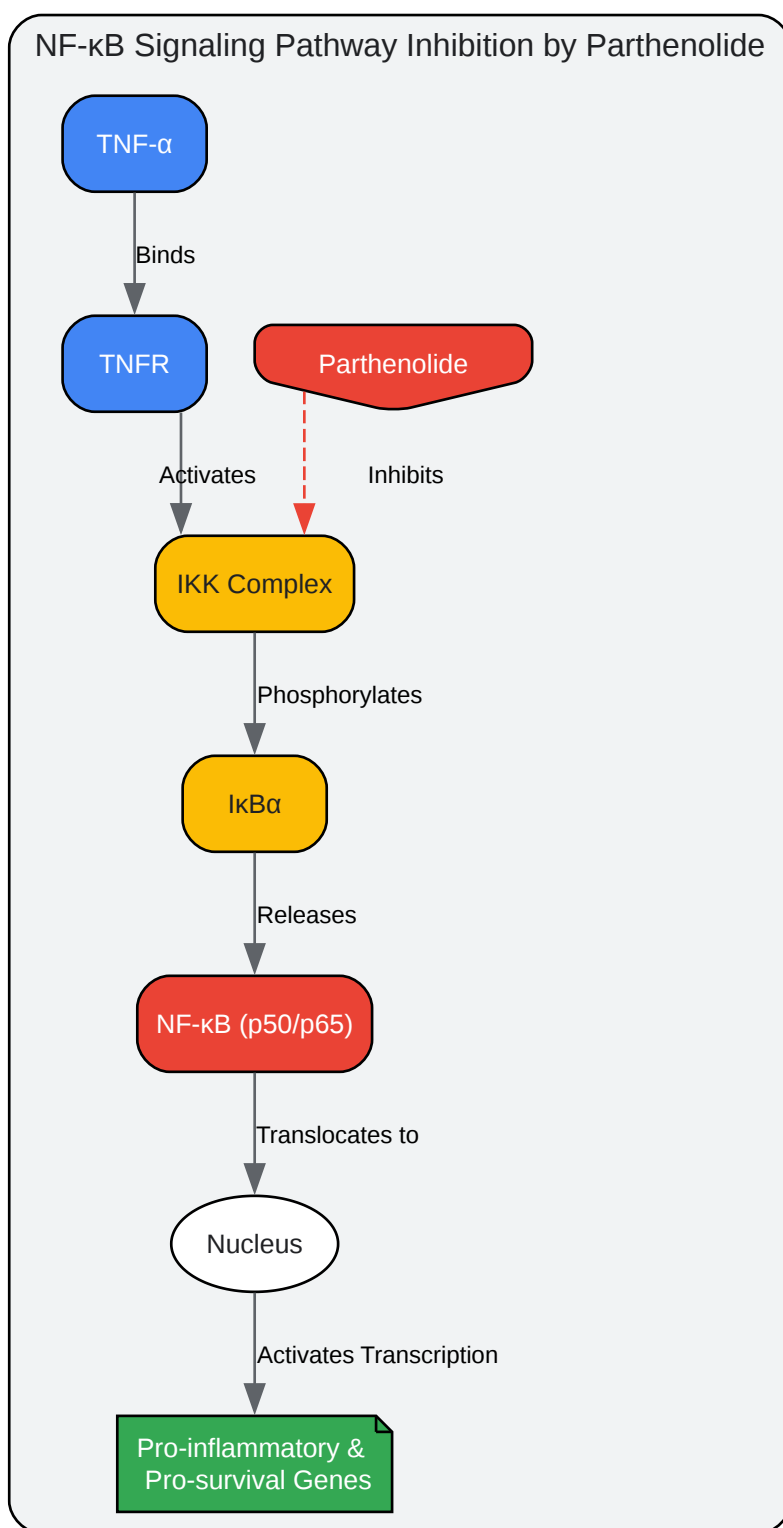 NF-κB Signaling Pathway Inhibition by Parthenolide
TNF-α
Binds
TNFR
Parthenolide
Activates
Inhibits
IKK Complex
Phosphorylates
IκBα
Releases
NF-κB (p50/p65)
Translocates to
Nucleus
Activates Transcription
Pro-inflammatory &
Pro-survival Genes